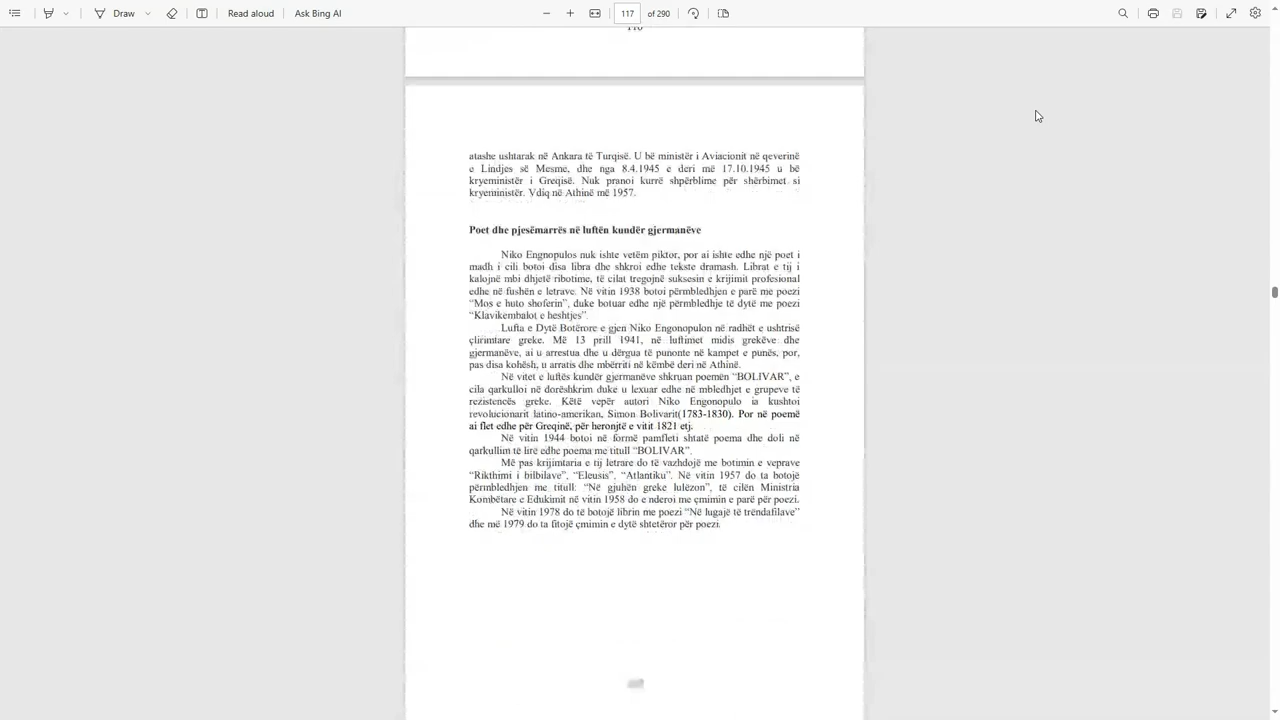 Draw
Read aloud
Ask Bing AI
117
of 290
atashe ushtarak në Ankara të Turqisë. U bë ministër i Aviacionit në qeverinë
e Lindjes së Mesme, dhe nga 8.4.1945 e deri më 17.10.1945 u bë
kryeministër i Greqisë. Nuk pranoi kurrë shpërblime për shërbimet si
kryeministër. Vdiq në Athinë më 1957.
Poet dhe pjesëmarrës në luftën kundër gjermanëve
Niko Engnopulos nuk ishte vetëm piktor, por ai ishte edhe një poet i
madh i cili botoi disa libra dhe shkroi edhe tekste dramash. Librat e tij i
kalojnë mbi dhjetë ribotime, të cilat tregojnë suksesin e krijimit profesional
edhe në fushën e letrave. Në vitin 1938 botoi përmbledhjen e parë me poezi
“Mos e huto shoferin”, duke botuar edhe një përmbledhje të dytë me poezi
“Klavikembalot e heshtjes”.
Lufta e Dytë Botërore e gjen Niko Engonopulon në radhët e ushtrisë
çlirimtare greke. Më 13 prill 1941, në luftimet midis grekëve dhe
gjermanëve, ai u arrestua dhe u dërgua të punonte në kampet e punës, por,
pas disa kohësh, u arratis dhe mbërriti në këmbë deri në Athinë.
Në vitet e luftës kundër gjermanëve shkruan poemën “BOLIVAR”, e
cila qarkulloi në dorëshkrim duke u lexuar edhe në mbledhjet e grupeve të
rezistencës greke. Këtë vepër autori Niko Engonopulo ia kushtoi
revolucionarit latino-amerikan, Simon Bolivarit(1783-1830). Por në poemë
ai flet edhe për Greqinë, për heronjtë e vitit 1821 etj.
Në vitin 1944 botoi në formë pamfleti shtatë poema dhe doli në
qarkullim të lirë edhe poema me titull “BOLIVAR”.
Më pas krijimtaria e tij letrare do të vazhdojë me botimin e veprave
“Rikthimi i bilbilave”, “Eleusis”, “Atlantiku”. Në vitin 1957 do ta botojë
përmbledhjen me titull: “Në gjuhën greke lulëzon”, të cilën Ministria
Kombëtare e Edukimit në vitin 1958 do e nderoi me çmimin e parë për poezi.
Në vitin 1978 do të botojë librin me poezi “Në lugajë të trëndafilave”
dhe më 1979 do ta fitojë çmimin e dytë shtetëror për poezi.